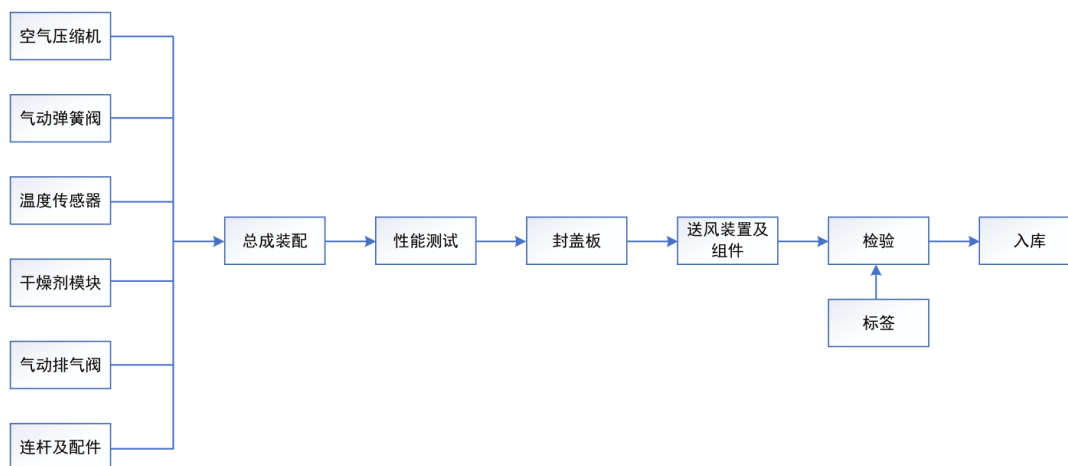 空气压缩机
气动弹簧阀
温度传感器
干燥剂模块
气动排气阀
连杆及配件
总成装配
性能测试
封盖板
送风装置及
组件
检验
入库
标签